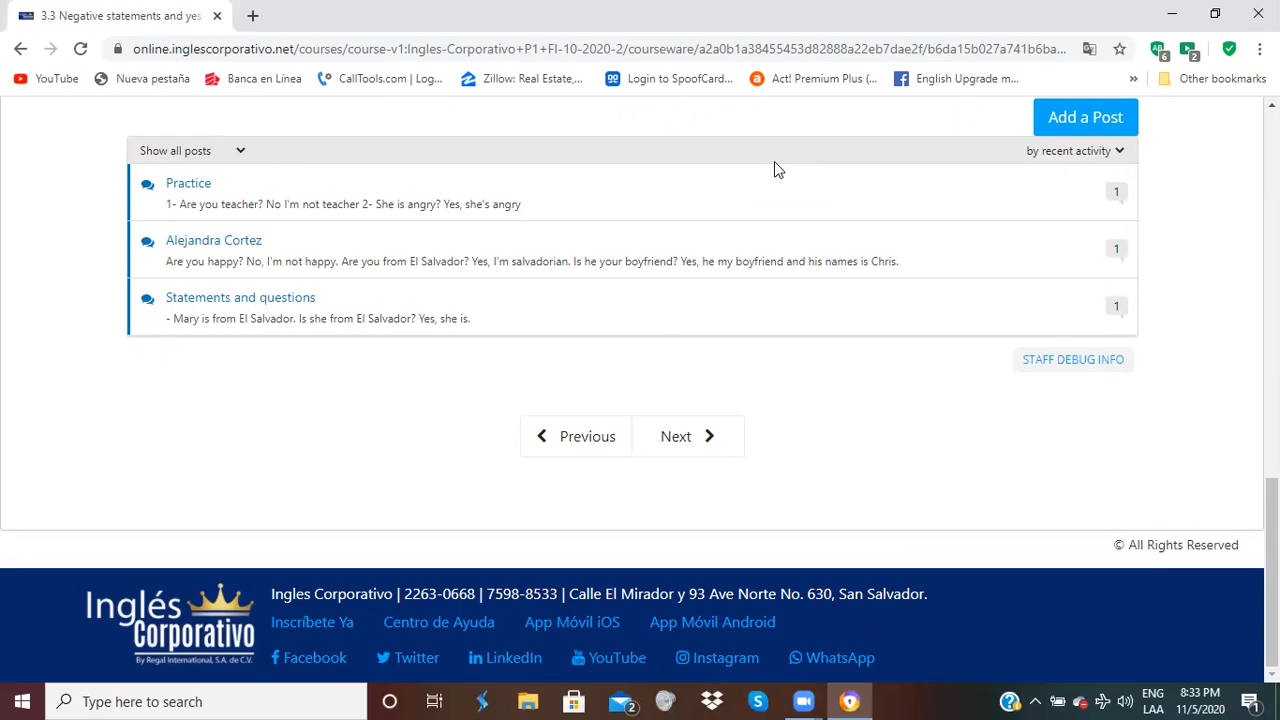 3.3 Negative statements and yes
online.inglescorporativo.net/courses/course-v1:Ingles-Corporativo+P1+FI-10-2020-2/courseware/a2a0b1a38455453d82888a22eb7dae2f/b6da15b027a741b6ba...
6
2
YouTube
Nueva pestaña
Banca en Línea
CallTools.com | Log...
Zillow: Real Estate,...
Login to SpoofCard...
Act! Premium Plus (...
English Upgrade m...
»
Other bookmarks
Add a Post
Show all posts
by recent activity
Practice
1- Are you teacher? No I'm not teacher 2- She is angry? Yes, she's angry
1
Alejandra Cortez
Are you happy? No, I'm not happy. Are you from El Salvador? Yes, I'm salvadorian. Is he your boyfriend? Yes, he my boyfriend and his names is Chris.
1
Statements and questions
- Mary is from El Salvador. Is she from El Salvador? Yes, she is.
1
STAFF DEBUG INFO
Previous
Next
© All Rights Reserved
Inglés
Corporativo
By Regal International, S.A. de C.V.
Ingles Corporativo | 2263-0668 | 7598-8533 | Calle El Mirador y 93 Ave Norte No. 630, San Salvador.
Inscríbete Ya
Centro de Ayuda
App Móvil iOS
App Móvil Android
Facebook
Twitter
LinkedIn
YouTube
Instagram
WhatsApp
Type here to search
2
ENG
LAA
8:33 PM
11/5/2020
1